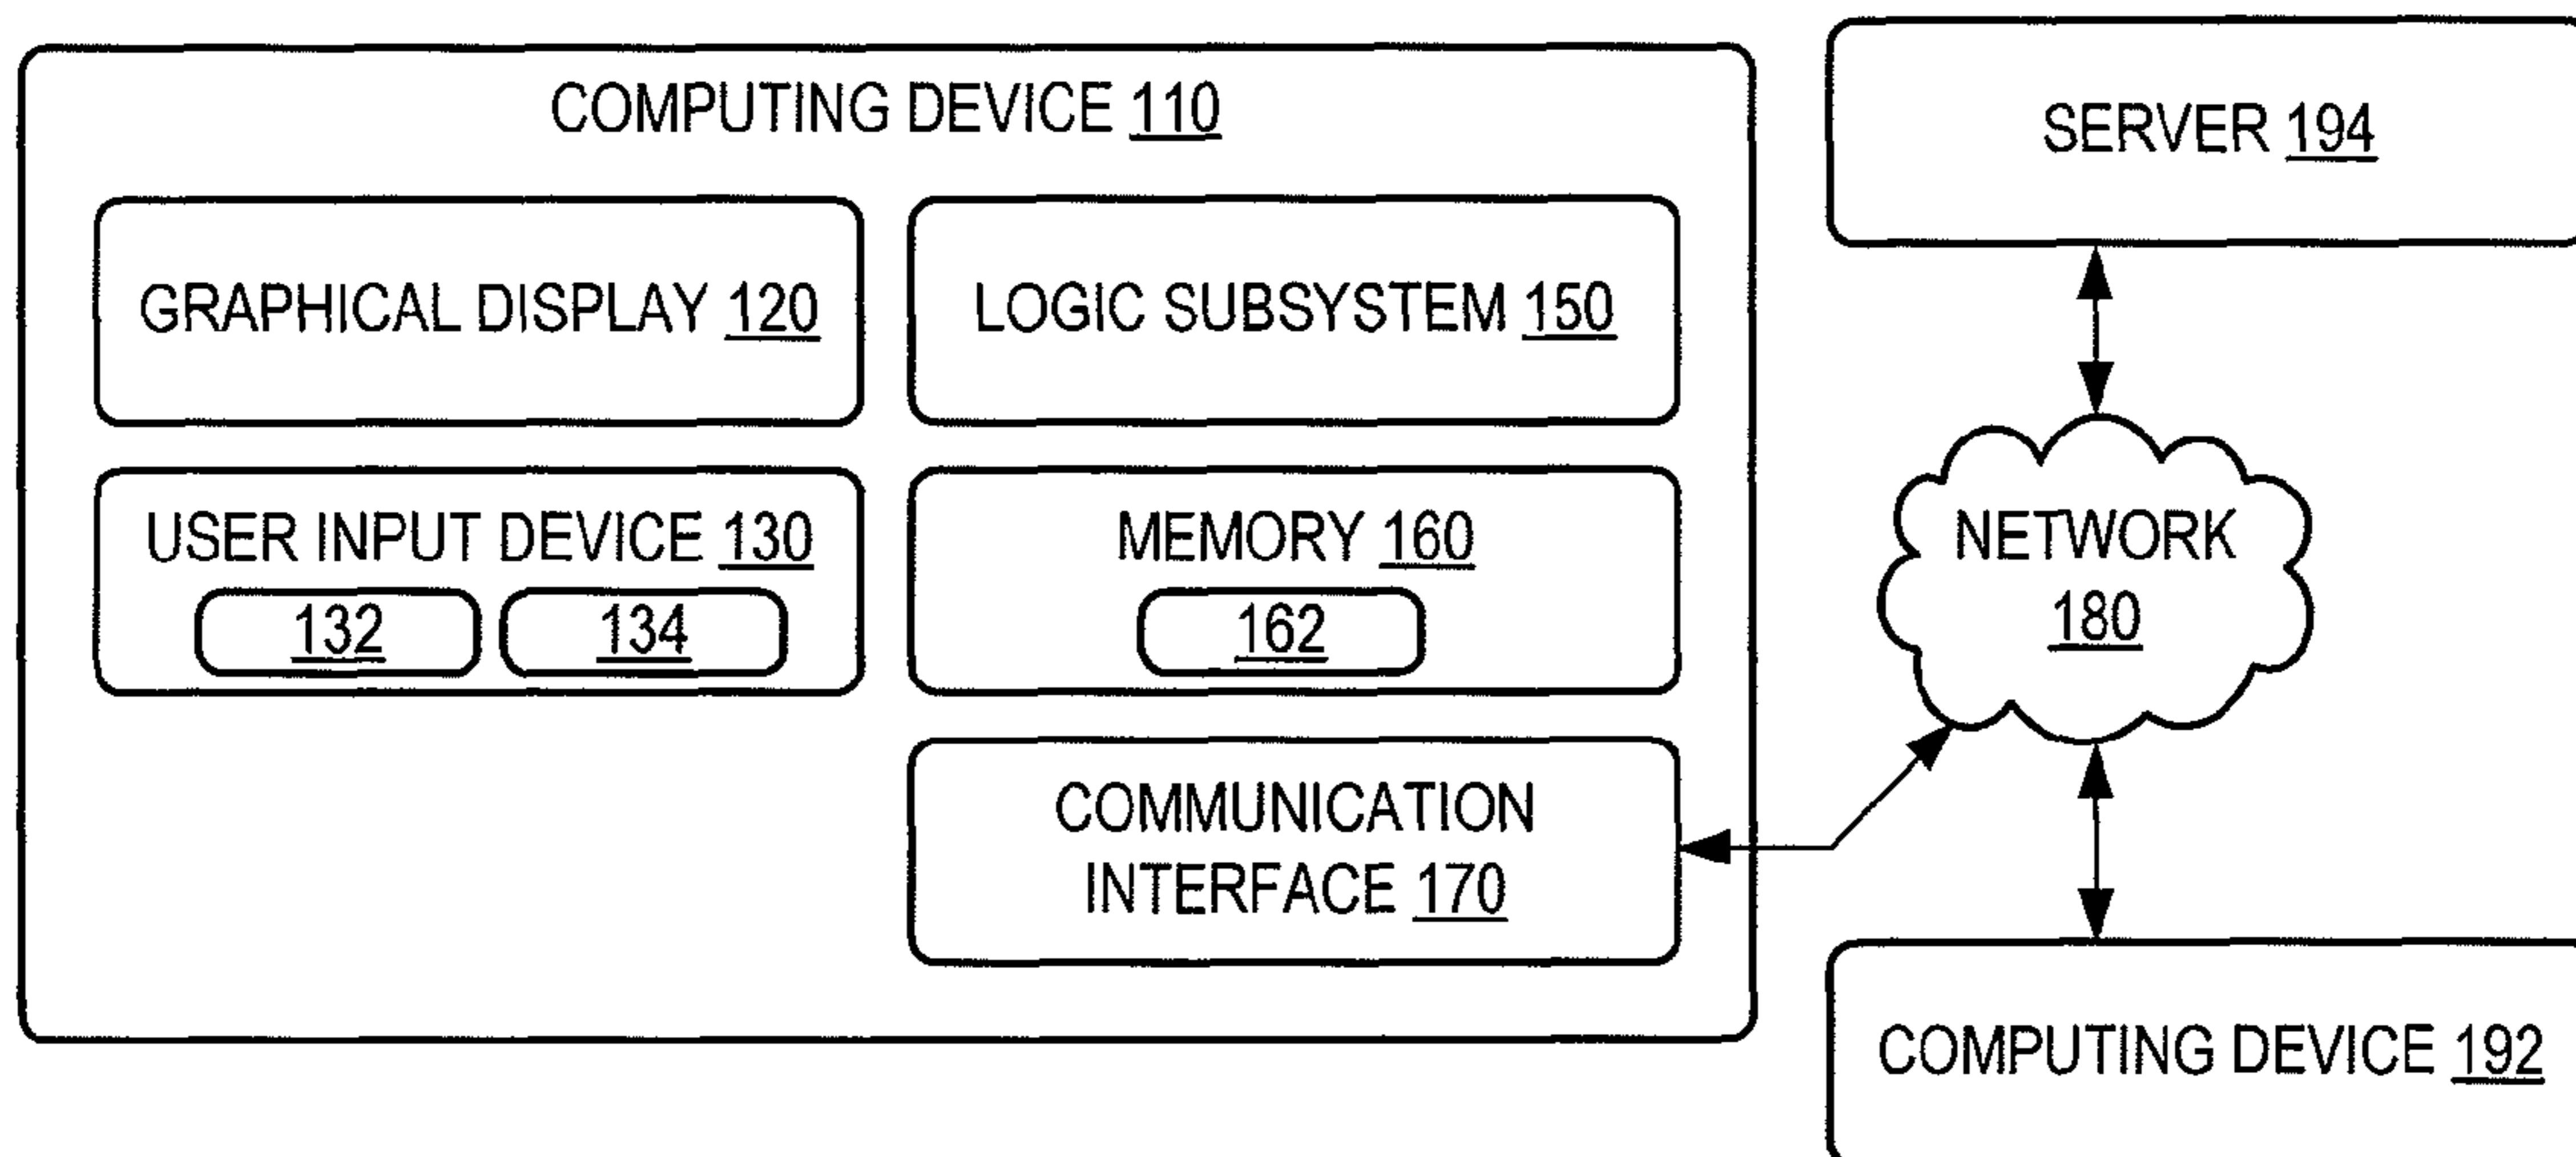 COMPUTING DEVICE 110
GRAPHICAL DISPLAY 120
LOGIC SUBSYSTEM 150
USER INPUT DEVICE 130
132
134
MEMORY 160
162
COMMUNICATION
INTERFACE 170
SERVER 194
NETWORK
180
COMPUTING DEVICE 192